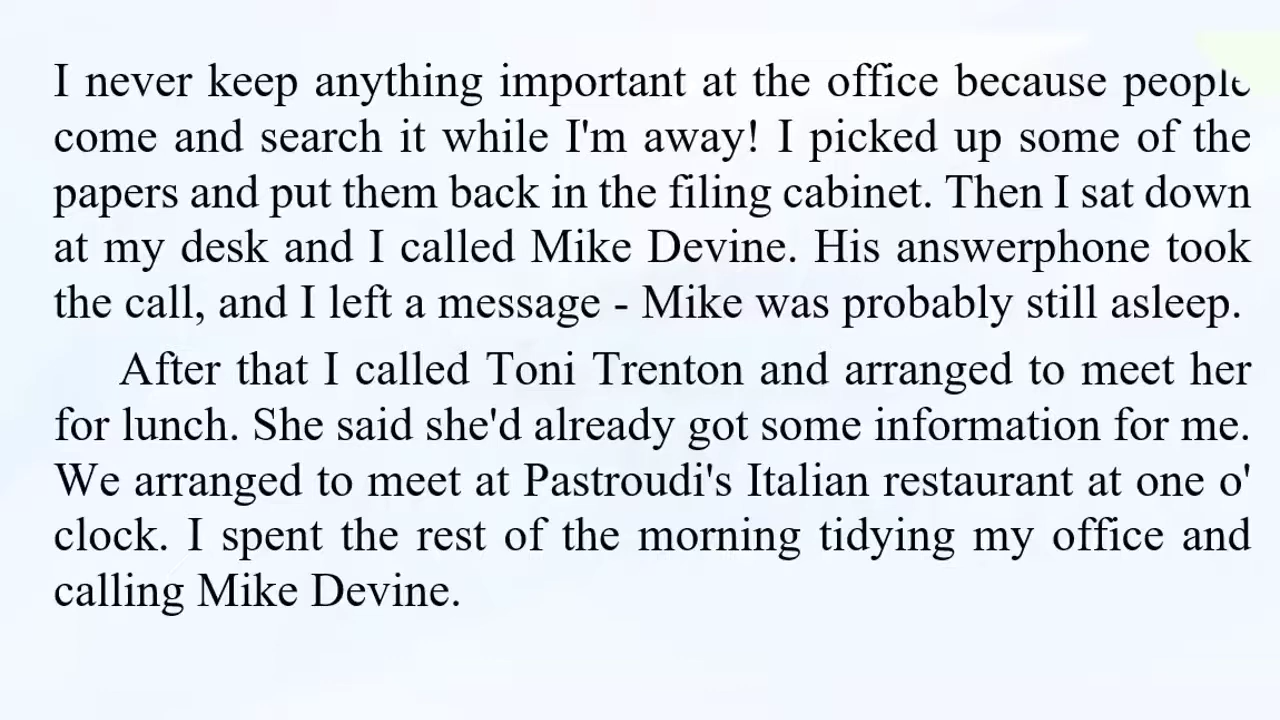 I never keep anything important at the office because people
come and search it while I'm away! I picked up some of the
papers and put them back in the filing cabinet. Then I sat down
at my desk and I called Mike Devine. His answerphone took
the call, and I left a message - Mike was probably still asleep.
After that I called Toni Trenton and arranged to meet her
for lunch. She said she'd already got some information for me.
We arranged to meet at Pastroudi's Italian restaurant at one o'
clock. I spent the rest of the morning tidying my office and
calling Mike Devine.